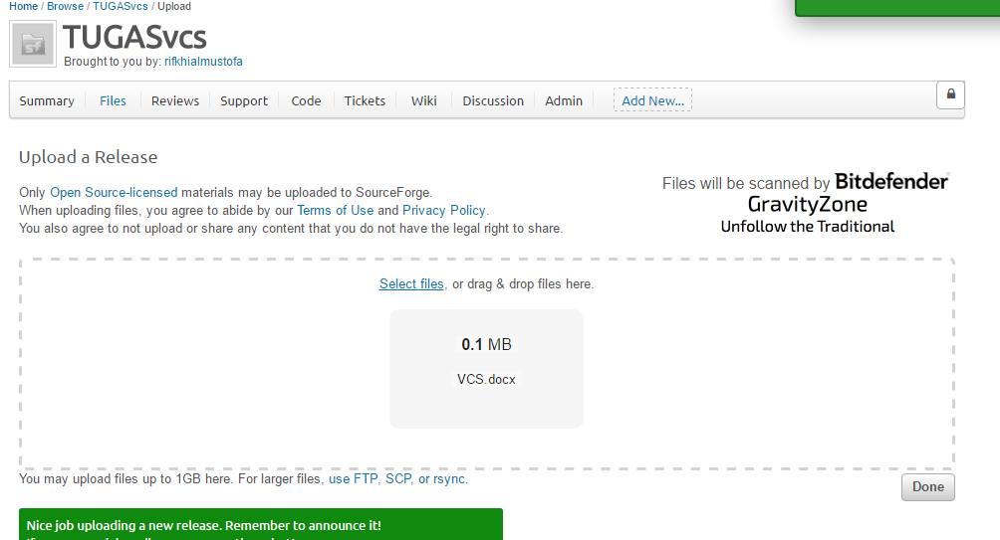 Home / Browse / TUGASvcs / Upload
TUGASvcs
Brought to you by: rifkhialmustofa
Summary Files Reviews Support Code Tickets Wiki Discussion Admin Add New...
Upload a Release
Only Open Source-licensed materials may be uploaded to SourceForge.
When uploading files, you agree to abide by our Terms of Use and Privacy Policy.
You also agree to not upload or share any content that you do not have the legal right to share.
Files will be scanned by Bitdefender
GravityZone
Unfollow the Traditional
Select files, or drag & drop files here.
0.1 MB
VCS.docx
You may upload files up to 1GB here. For larger files, use FTP, SCP, or rsync.
Done
Nice job uploading a new release. Remember to announce it!